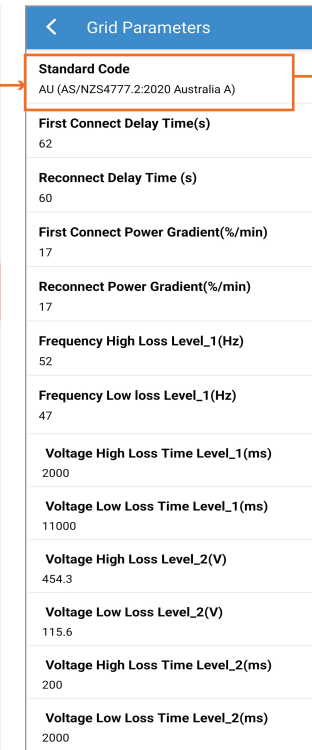 Grid Parameters
Standard Code
AU (AS/NZS4777.2:2020 Australia A)
First Connect Delay Time(s)
62
Reconnect Delay Time (s)
60
First Connect Power Gradient(%/min)
17
Reconnect Power Gradient(%/min)
17
Frequency High Loss Level_1(Hz)
52
Frequency Low loss Level_1(Hz)
47
Voltage High Loss Time Level_1(ms)
2000
Voltage Low Loss Time Level_1(ms)
11000
Voltage High Loss Level_2(V)
454.3
Voltage Low Loss Level_2(V)
115.6
Voltage High Loss Time Level_2(ms)
200
Voltage Low Loss Time Level_2(ms)
2000